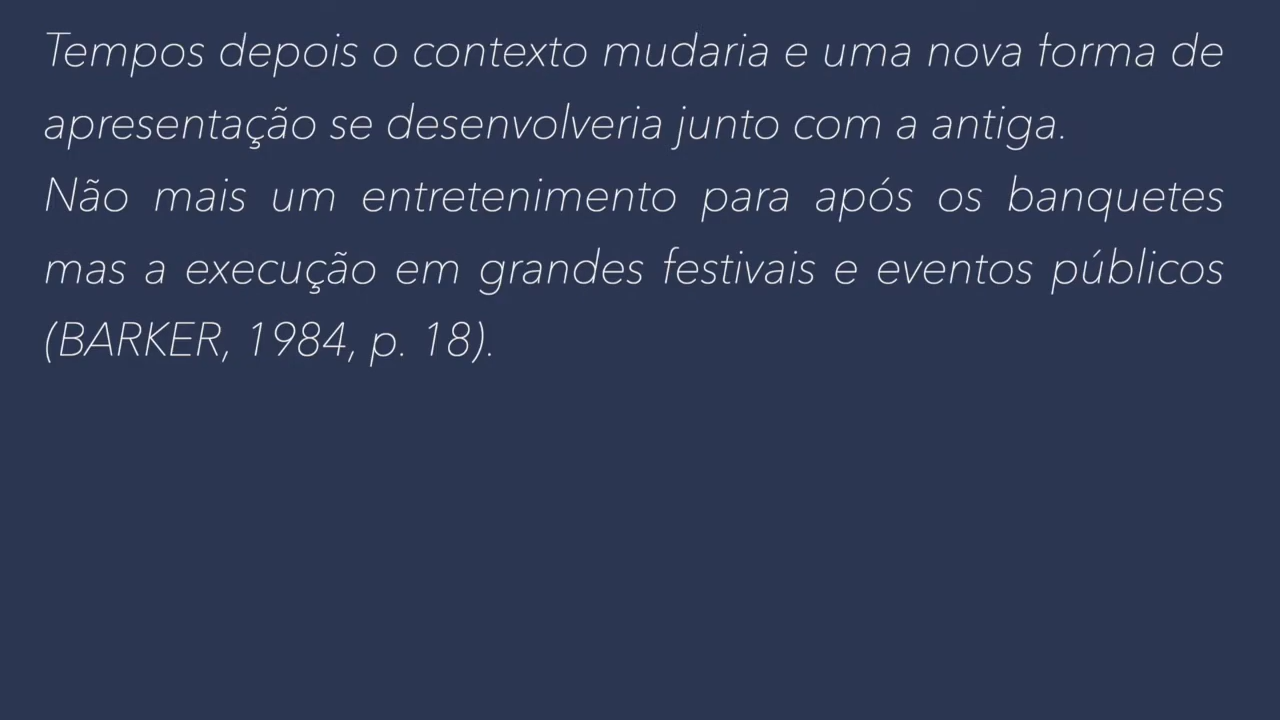 Tempos depois o contexto mudaria e uma nova forma de
apresentação se desenvolveria junto com a antiga.
Não mais um entretenimento para após os banquetes
mas a execução em grandes festivais e eventos públicos
(BARKER, 1984, p. 18).